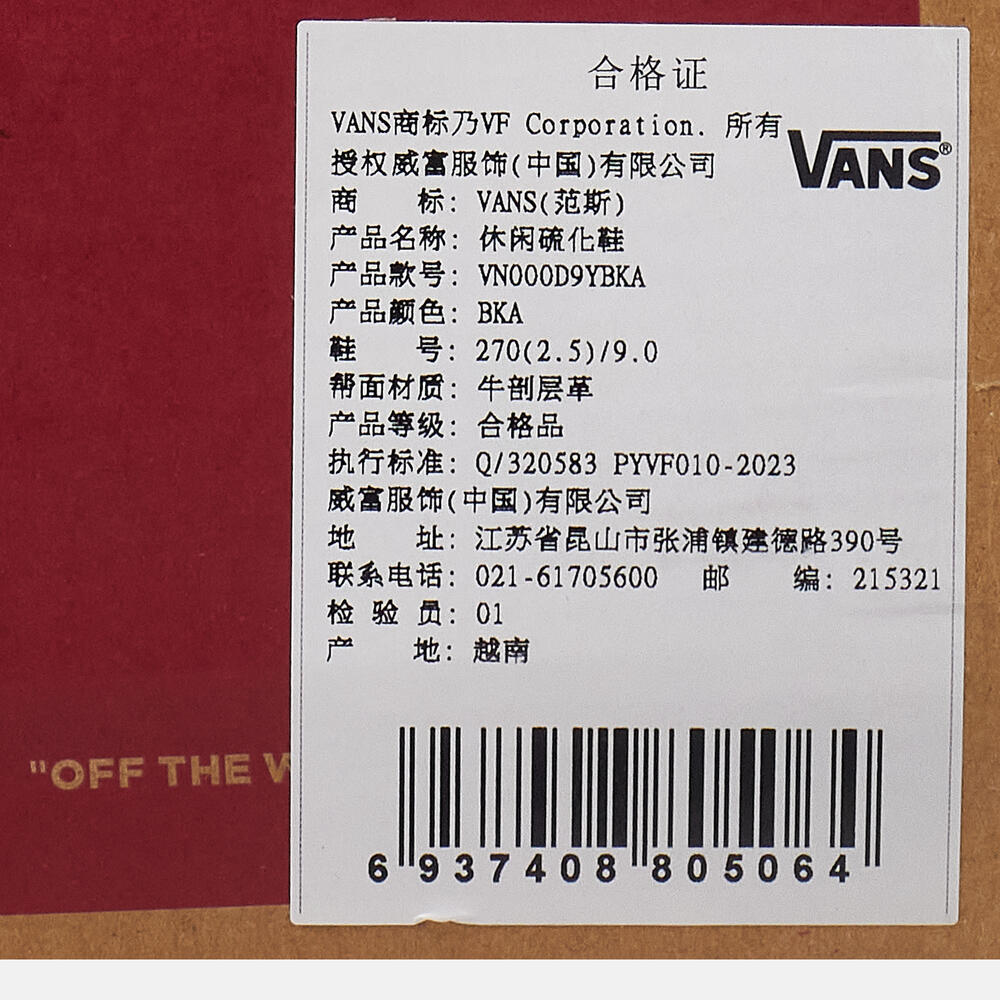 合格证
VANS商标乃VF Corporation. 所有
授权威富服饰(中国)有限公司
VANS®
商 标: VANS(范斯)
产品名称: 休闲硫化鞋
产品款号: VN000D9YBKA
产品颜色: BKA
鞋 号: 270(2.5)/9.0
帮面材质: 牛剖层革
产品等级: 合格品
执行标准: Q/320583 PYVF010-2023
威富服饰(中国)有限公司
地 址: 江苏省昆山市张浦镇建德路390号
联系电话: 021-61705600 邮 编: 215321
检 验 员: 01
产 地: 越南
"OFF THE W
6 937408 805064